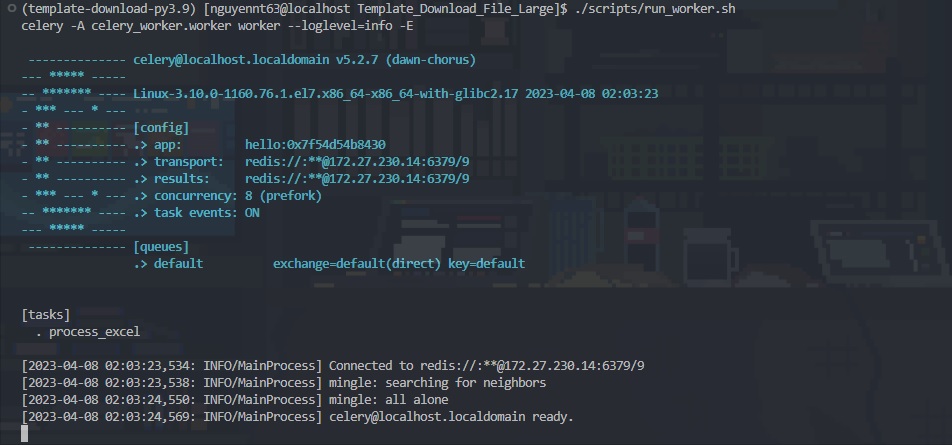 (template-download-py3.9) [nguyennt63@localhost Template_Download_File_Large]$ ./scripts/run_worker.sh
celery -A celery_worker.worker worker --loglevel=info -E
-------------- celery@localhost.localdomain v5.2.7 (dawn-chorus)
--- ***** -----
-- ******* ---- Linux-3.10.0-1160.76.1.el7.x86_64-x86_64-with-glibc2.17 2023-04-08 02:03:23
- *** --- * ---
- ** ---------- [config]
- ** ---------- .> app:         hello:0x7f54d54b8430
- ** ---------- .> transport:   redis://:**@172.27.230.14:6379/9
- ** ---------- .> results:     redis://:**@172.27.230.14:6379/9
- *** --- * --- .> concurrency: 8 (prefork)
-- ******* ---- .> task events: ON
--- ***** -----
-------------- [queues]
.> default          exchange=default(direct) key=default
[tasks]
. process_excel
[2023-04-08 02:03:23,534: INFO/MainProcess] Connected to redis://:**@172.27.230.14:6379/9
[2023-04-08 02:03:23,538: INFO/MainProcess] mingle: searching for neighbors
[2023-04-08 02:03:24,550: INFO/MainProcess] mingle: all alone
[2023-04-08 02:03:24,569: INFO/MainProcess] celery@localhost.localdomain ready.